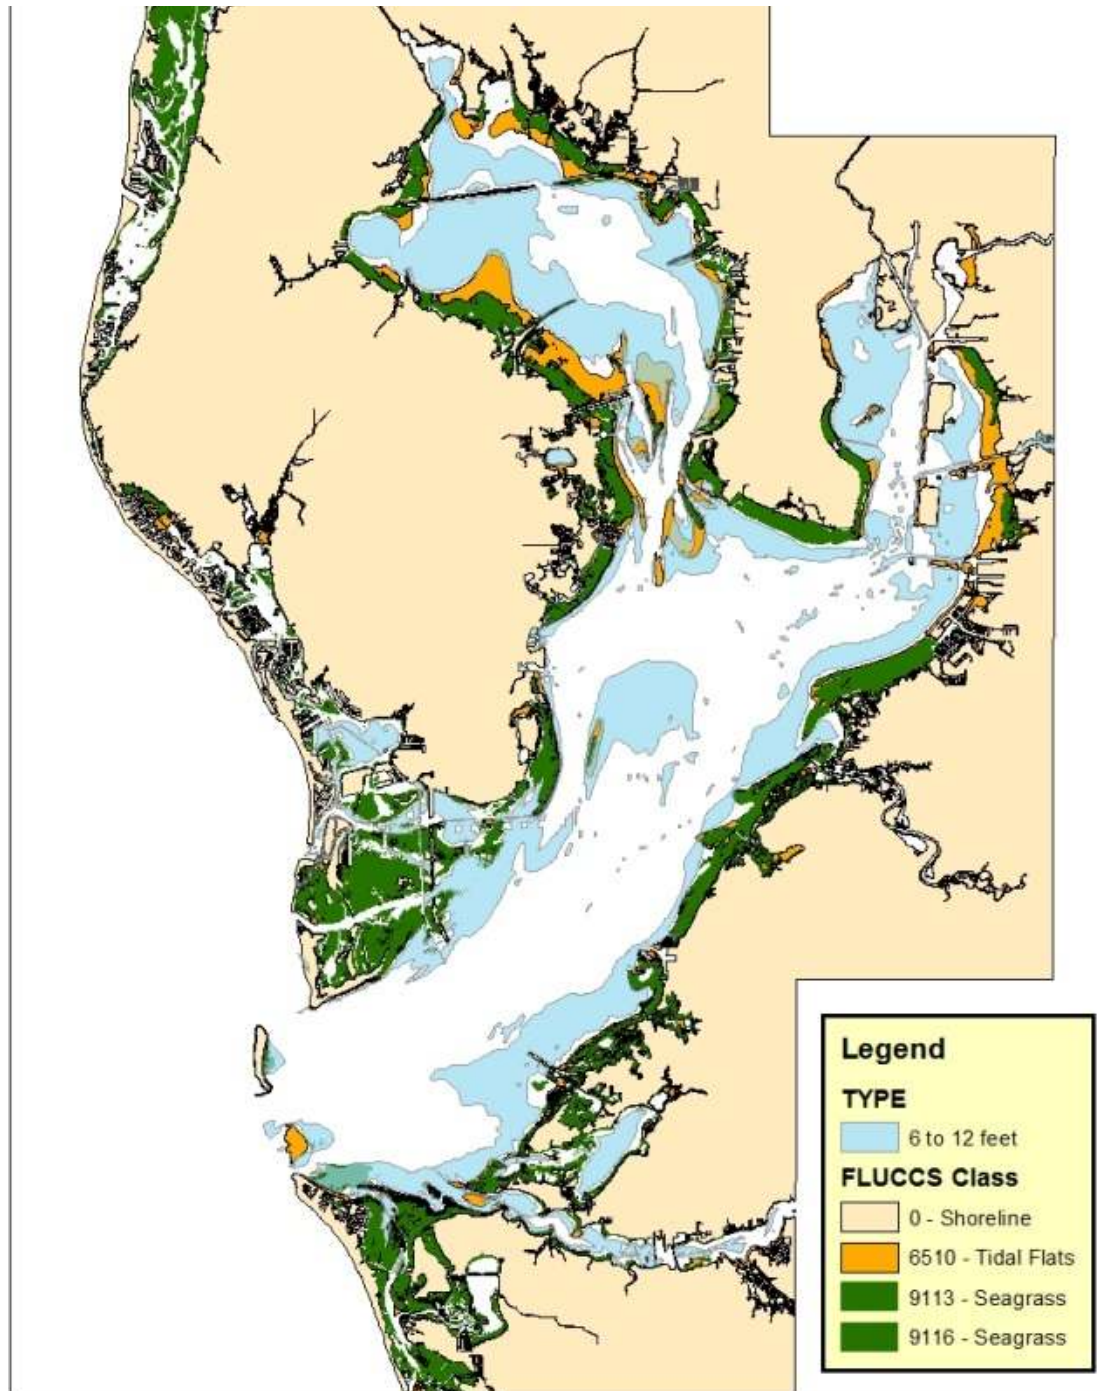 Legend
TYPE
6 to 12 feet
FLUCCS Class
0 - Shoreline
6510 - Tidal Flats
9113 - Seagrass
9116 - Seagrass